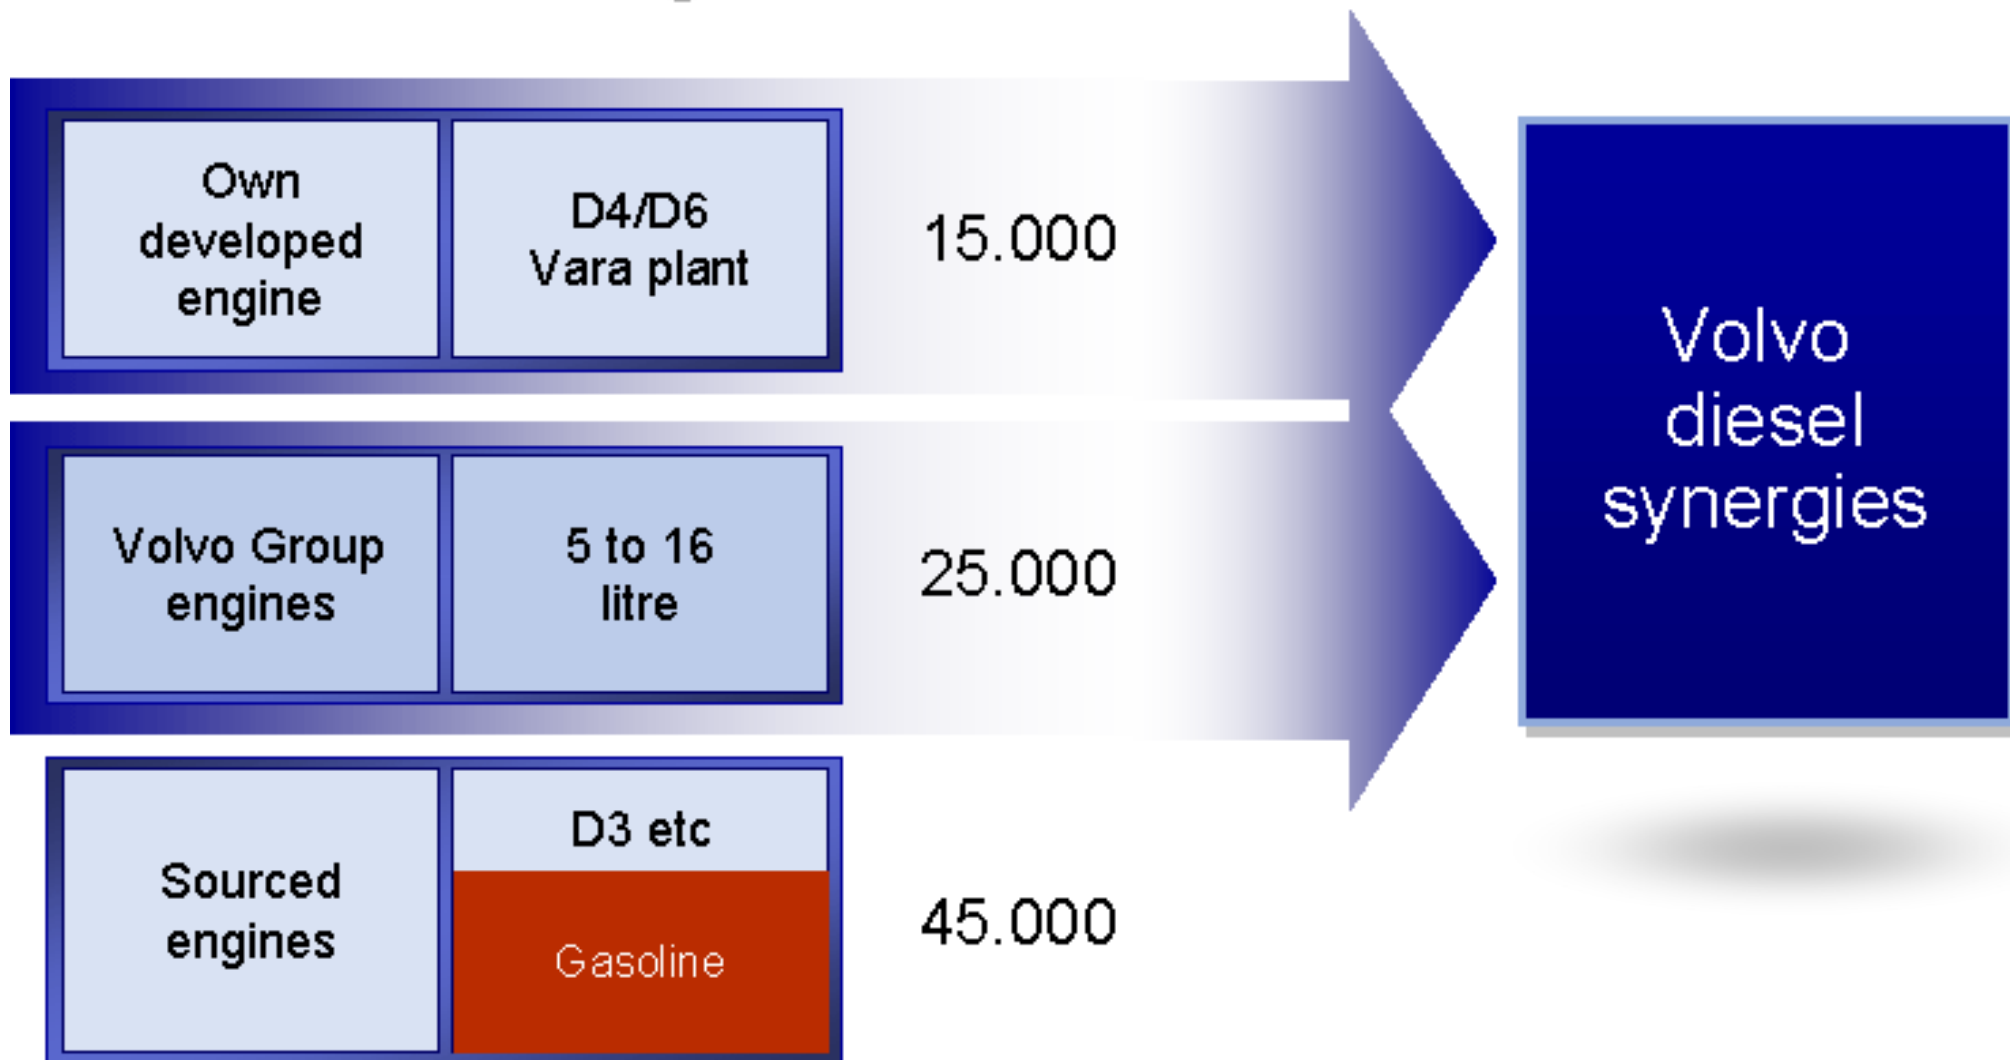 Own
developed
engine
D4/D6
Vara plant
15.000
Volvo Group
engines
5 to 16
litre
25.000
Sourced
engines
D3 etc
Gasoline
45.000
Volvo
diesel
synergies